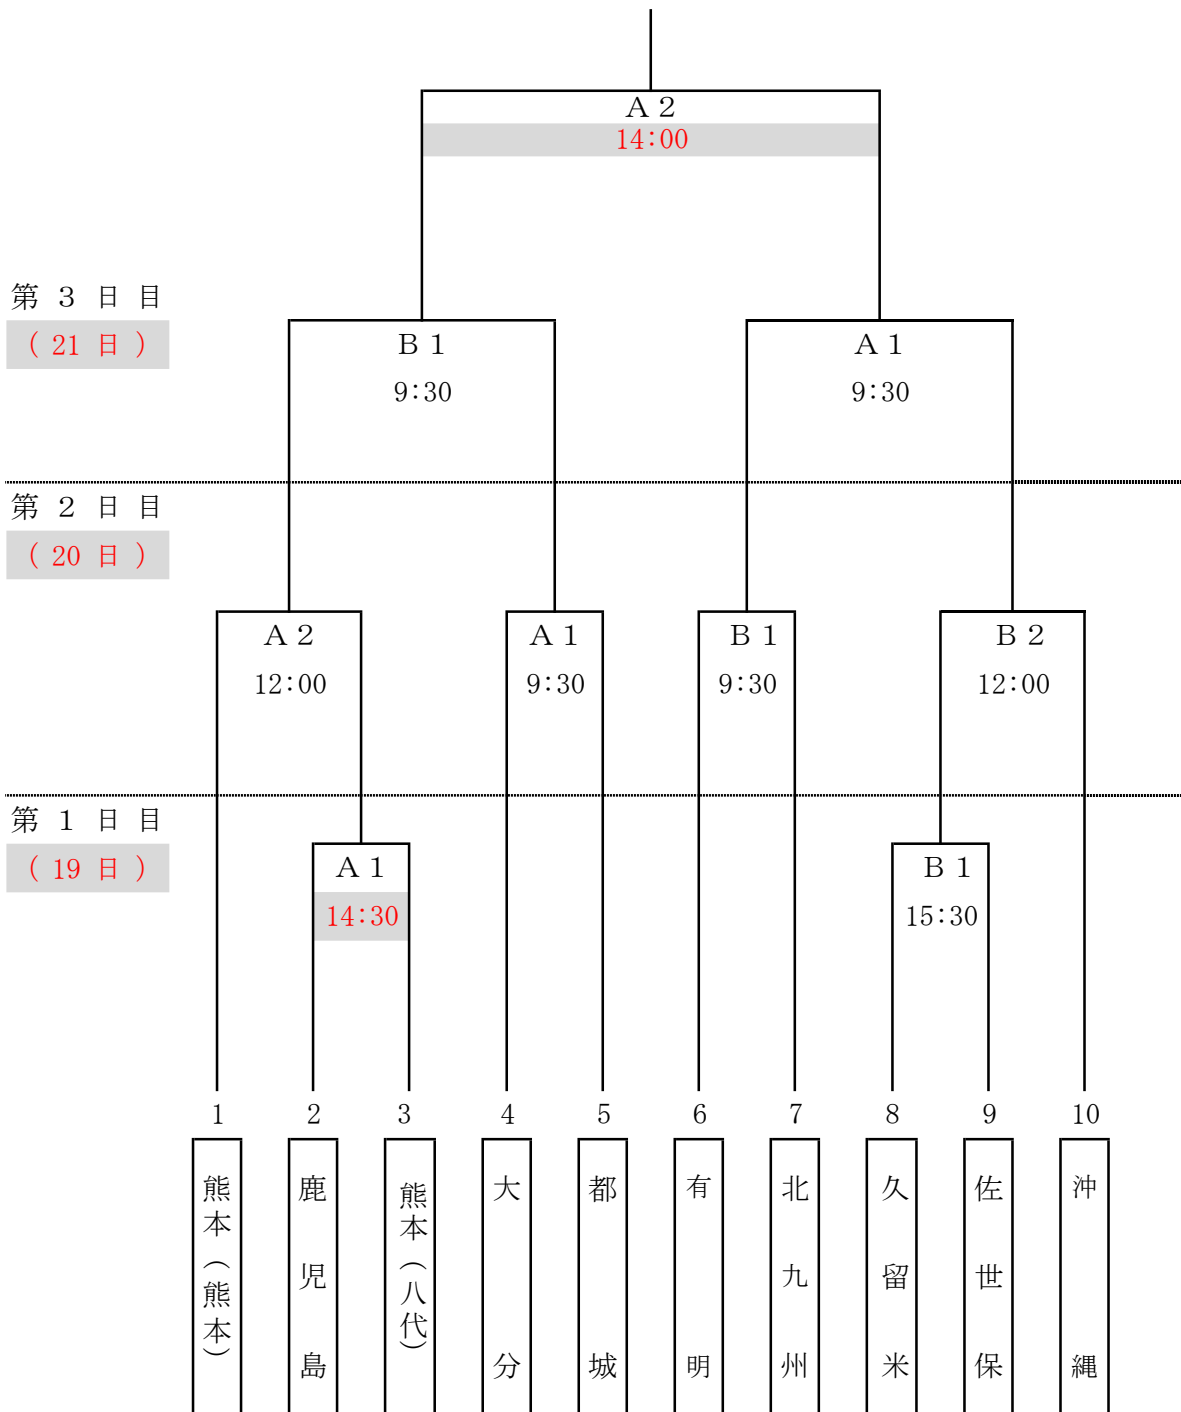 A 2
14:00
第 3 日 目
( 21 日 )
B 1
A 1
9:30
9:30
第 2 日 目
( 20 日 )
A 2
A 1
B 1
B 2
12:00
9:30
9:30
12:00
第 1 日 目
( 19 日 )
A 1
B 1
14:30
15:30
1
2
3
4
5
6
7
8
9
10
熊本(熊本)
鹿児島
熊本(八代)
大分
都城
有明
北九州
久留米
佐世保
沖縄